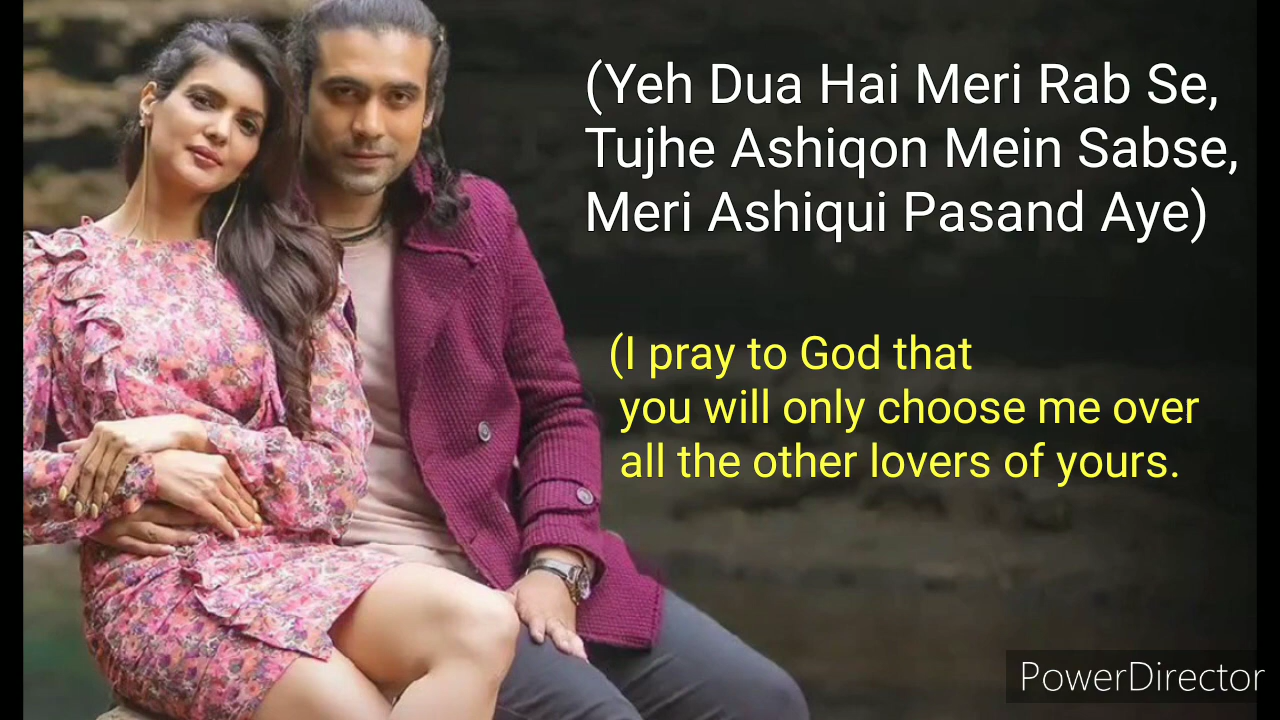 (Yeh Dua Hai Meri Rab Se,
Tujhe Ashiqon Mein Sabse,
Meri Ashiqui Pasand Aye)
(I pray to God that
you will only choose me over
all the other lovers of yours.
PowerDirector